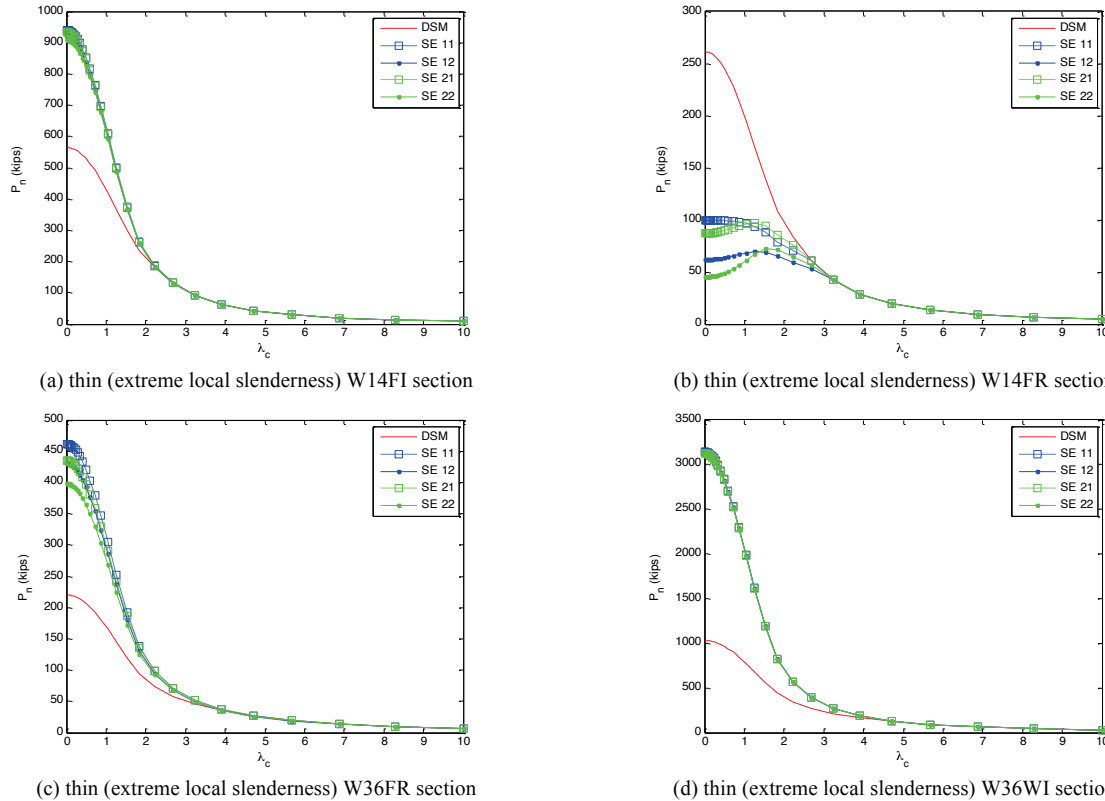 1000
900
800
700
600
500
400
300
200
100
0
P_n (kips)
0 1 2 3 4 5 6 7 8 9 10
λ_c
DSM
SE 11
SE 12
SE 21
SE 22
(a) thin (extreme local slenderness) W14FI section
300
250
200
150
100
50
0
P_n (kips)
0 1 2 3 4 5 6 7 8 9 10
λ_c
DSM
SE 11
SE 12
SE 21
SE 22
(b) thin (extreme local slenderness) W14FR section
500
450
400
350
300
250
200
150
100
50
0
P_n (kips)
0 1 2 3 4 5 6 7 8 9 10
λ_c
DSM
SE 11
SE 12
SE 21
SE 22
(c) thin (extreme local slenderness) W36FR section
3500
3000
2500
2000
1500
1000
500
0
P_n (kips)
0 1 2 3 4 5 6 7 8 9 10
λ_c
DSM
SE 11
SE 12
SE 21
SE 22
(d) thin (extreme local slenderness) W36WI sectio